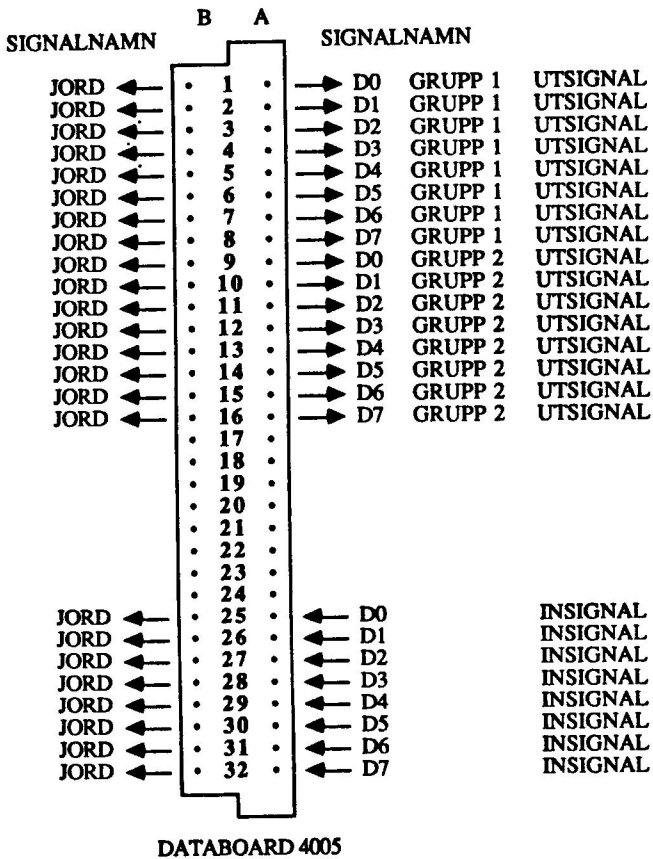 B A
SIGNALNAMN SIGNALNAMN
JORD 1 D0 GRUPP 1 UTSIGNAL
JORD 2 D1 GRUPP 1 UTSIGNAL
JORD 3 D2 GRUPP 1 UTSIGNAL
JORD 4 D3 GRUPP 1 UTSIGNAL
JORD 5 D4 GRUPP 1 UTSIGNAL
JORD 6 D5 GRUPP 1 UTSIGNAL
JORD 7 D6 GRUPP 1 UTSIGNAL
JORD 8 D7 GRUPP 1 UTSIGNAL
JORD 9 D0 GRUPP 2 UTSIGNAL
JORD 10 D1 GRUPP 2 UTSIGNAL
JORD 11 D2 GRUPP 2 UTSIGNAL
JORD 12 D3 GRUPP 2 UTSIGNAL
JORD 13 D4 GRUPP 2 UTSIGNAL
JORD 14 D5 GRUPP 2 UTSIGNAL
JORD 15 D6 GRUPP 2 UTSIGNAL
JORD 16 D7 GRUPP 2 UTSIGNAL
17
18
19
20
21
22
23
24
JORD 25 D0 INSIGNAL
JORD 26 D1 INSIGNAL
JORD 27 D2 INSIGNAL
JORD 28 D3 INSIGNAL
JORD 29 D4 INSIGNAL
JORD 30 D5 INSIGNAL
JORD 31 D6 INSIGNAL
JORD 32 D7 INSIGNAL
DATABOARD 4005